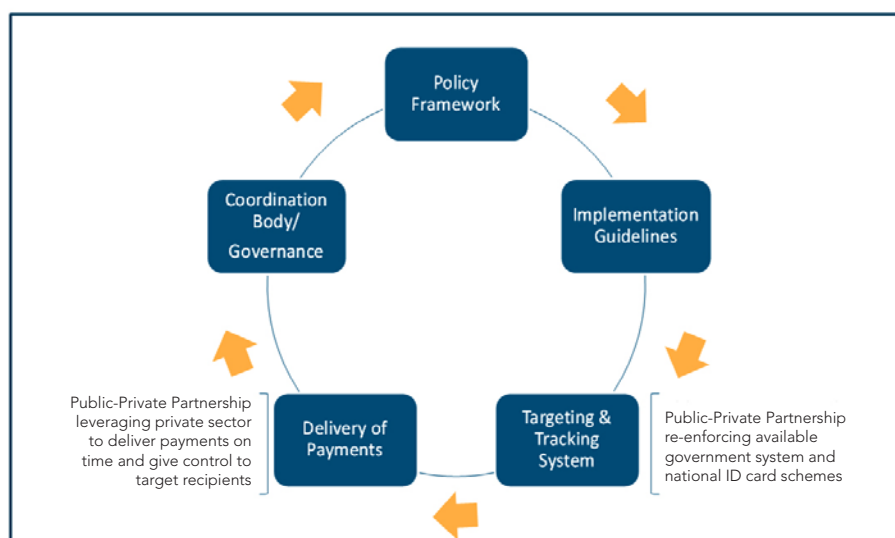 Policy
Framework
Coordination
Body/
Governance
Implementation
Guidelines
Public-Private Partnership
leveraging private sector
to deliver payments on
time and give control to
target recipients
Delivery of
Payments
Targeting &
Tracking
System
Public-Private Partnership
re-enforcing available
government system and
national ID card schemes